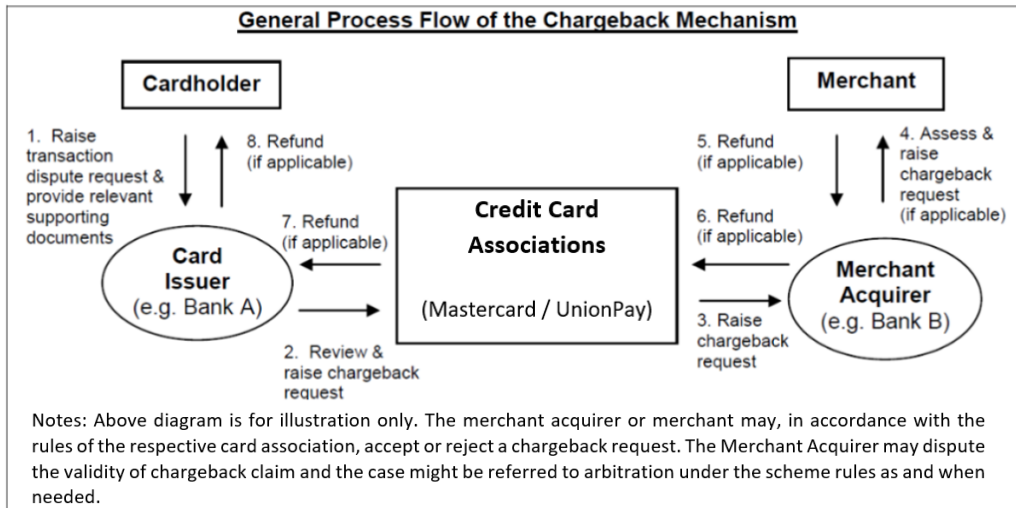 General Process Flow of the Chargeback Mechanism
Cardholder
Merchant
1. Raise
transaction
dispute request &
provide relevant
supporting
documents
8. Refund
(if applicable)
5. Refund
(if applicable)
4. Assess &
raise
chargeback
request
(if applicable)
Credit Card
Associations
(Mastercard / UnionPay)
7. Refund
(if applicable)
6. Refund
(if applicable)
Card
Issuer
(e.g. Bank A)
Merchant
Acquirer
(e.g. Bank B)
2. Review &
raise chargeback
request
3. Raise
chargeback
request
Notes: Above diagram is for illustration only. The merchant acquirer or merchant may, in accordance with the
rules of the respective card association, accept or reject a chargeback request. The Merchant Acquirer may dispute
the validity of chargeback claim and the case might be referred to arbitration under the scheme rules as and when
needed.